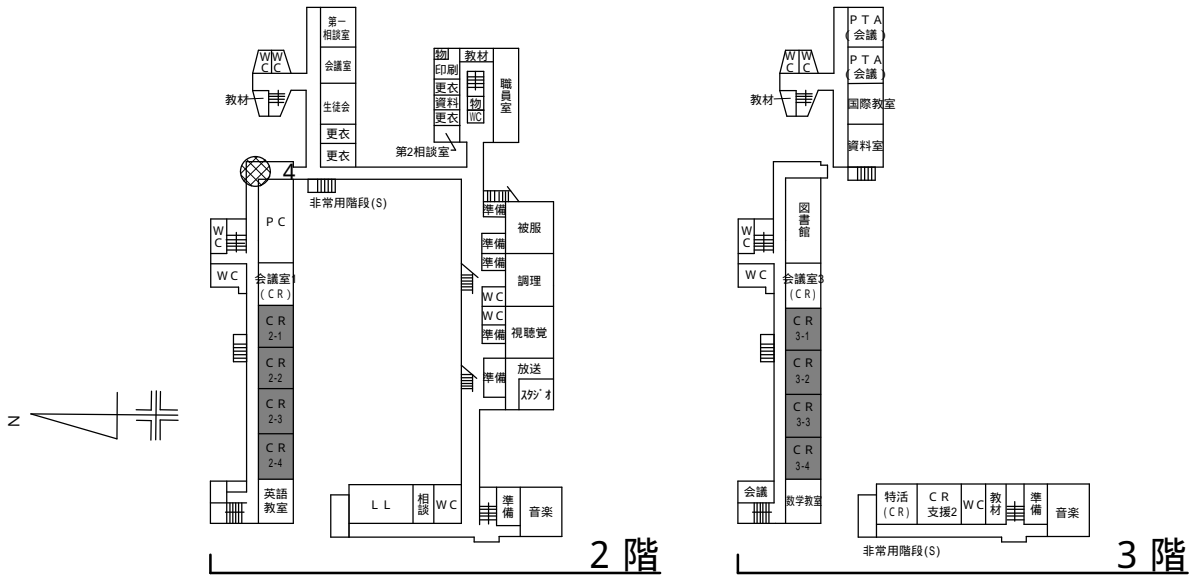 第一
相談室
会議室
生徒会
更衣
更衣
WC
WC
教材
物
教材
印刷
更衣
資料
更衣
物
WC
職員室
第2相談室
4
非常用階段(S)
PC
WC
WC
会議室1
(CR)
CR
2-1
CR
2-2
CR
2-3
CR
2-4
英語
教室
準備
被服
準備
準備
調理
WC
WC
準備
視聴覚
準備
放送
スタジオ
LL
相談
WC
準備
音楽
N
2階
PTA
(会議)
PTA
(会議)
国際教室
資料室
WC
WC
教材
図書館
WC
WC
会議室3
(CR)
CR
3-1
CR
3-2
CR
3-3
CR
3-4
会議
数学教室
特活
(CR)
CR
支援2
WC
教材
準備
音楽
非常用階段(S)
3階